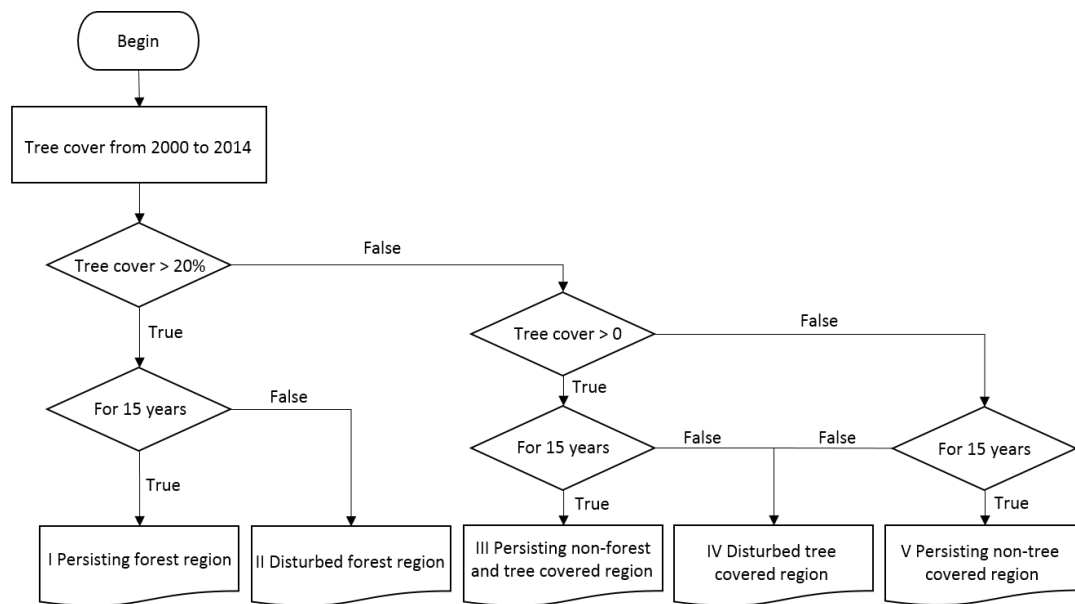 Begin
Tree cover from 2000 to 2014
False
Tree cover > 20%
False
Tree cover > 0
True
False
True
For 15 years
False
False
For 15 years
For 15 years
True
True
True
I Persisting forest region
II Disturbed forest region
III Persisting non-forest
and tree covered region
IV Disturbed tree
covered region
V Persisting non-tree
covered region